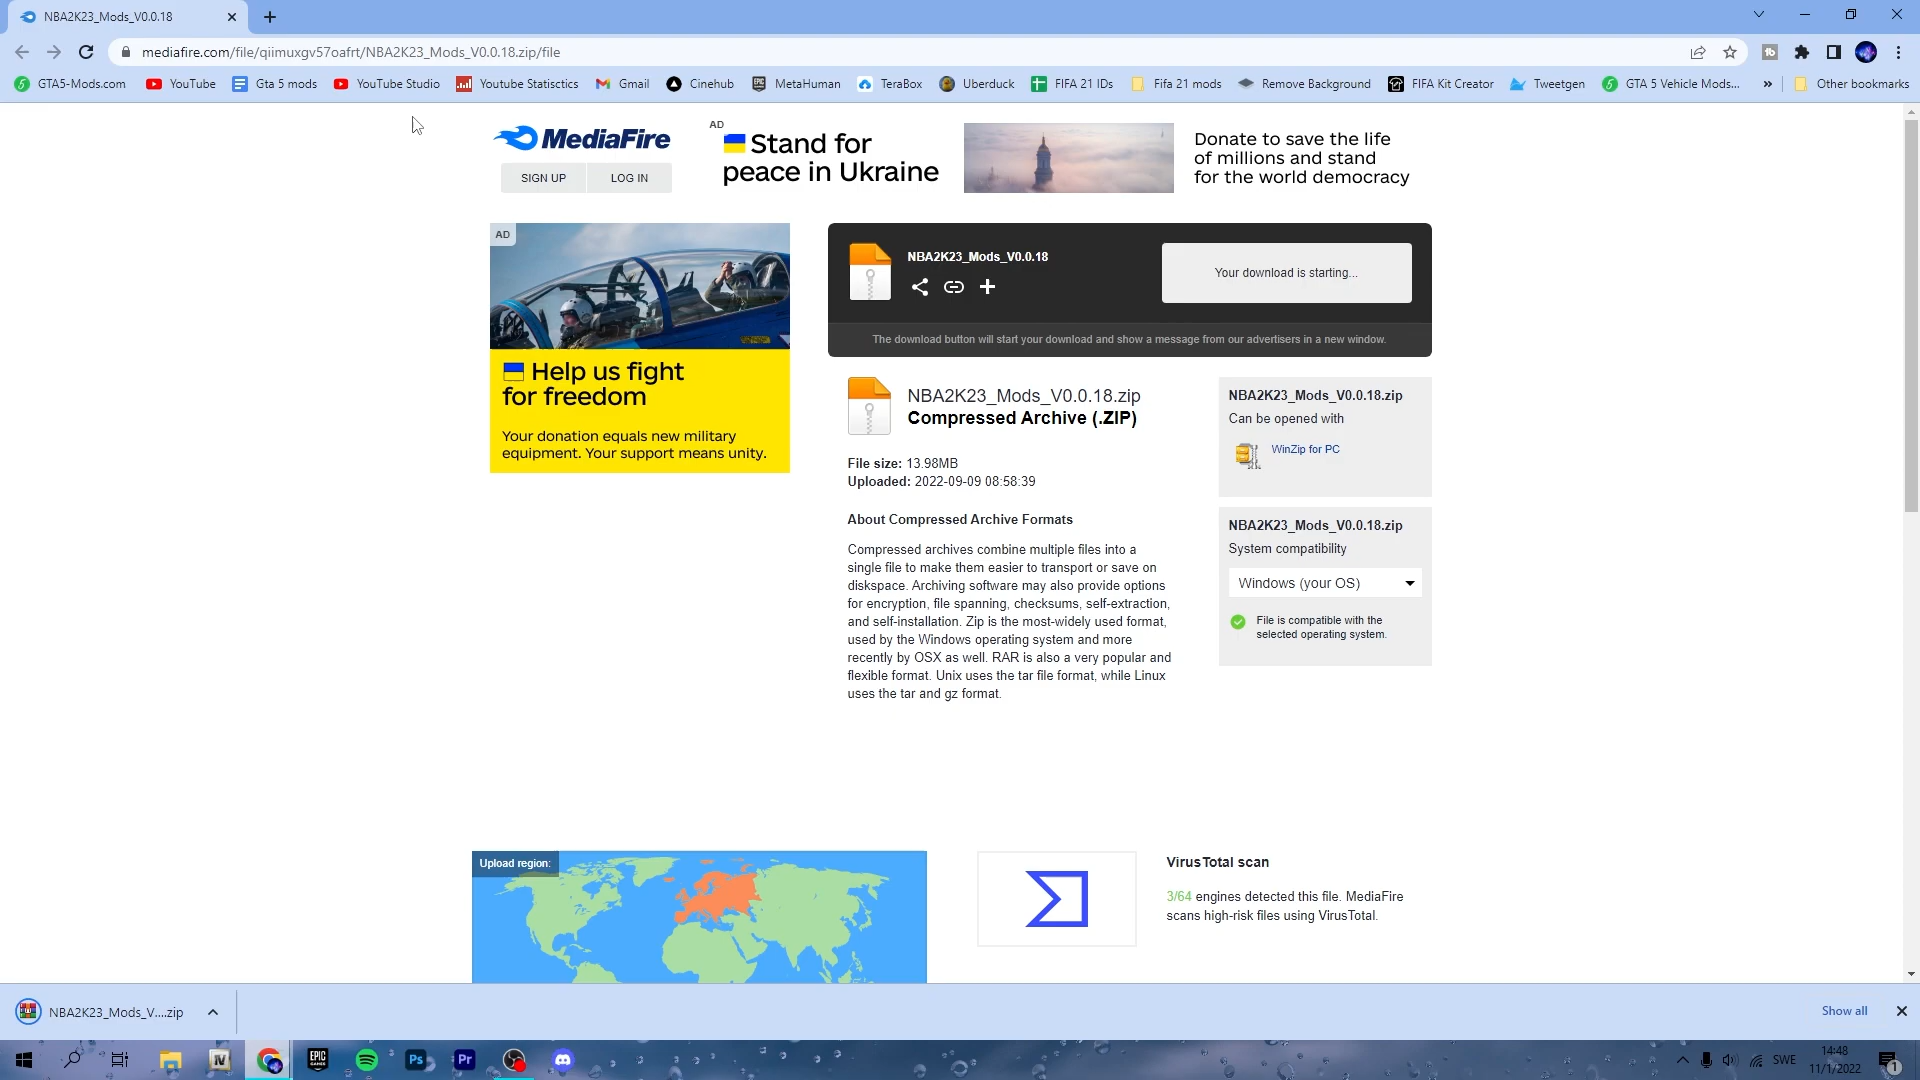 NBA2K23_Mods_V0.0.18
mediafire.com/file/qiimuxgv57oafrt/NBA2K23_Mods_V0.0.18.zip/file
GTA5-Mods.com YouTube Gta 5 mods YouTube Studio Youtube Statisctics Gmail Cinehub MetaHuman TeraBox Uberduck FIFA 21 IDs Fifa 21 mods Remove Background FIFA Kit Creator Tweetgen GTA 5 Vehicle Mods... » Other bookmarks
MediaFire
SIGN UP LOG IN
AD
Stand for
peace in Ukraine
Donate to save the life
of millions and stand
for the world democracy
AD
Help us fight
for freedom
Your donation equals new military
equipment. Your support means unity.
NBA2K23_Mods_V0.0.18
Your download is starting...
The download button will start your download and show a message from our advertisers in a new window.
NBA2K23_Mods_V0.0.18.zip
Compressed Archive (.ZIP)
File size: 13.98MB
Uploaded: 2022-09-09 08:58:39
About Compressed Archive Formats
Compressed archives combine multiple files into a
single file to make them easier to transport or save on
diskspace. Archiving software may also provide options
for encryption, file spanning, checksums, self-extraction,
and self-installation. Zip is the most-widely used format,
used by the Windows operating system and more
recently by OSX as well. RAR is also a very popular and
flexible format. Unix uses the tar file format, while Linux
uses the tar and gz format.
NBA2K23_Mods_V0.0.18.zip
Can be opened with
WinZip for PC
NBA2K23_Mods_V0.0.18.zip
System compatibility
Windows (your OS)
File is compatible with the
selected operating system.
Upload region:
VirusTotal scan
3/64 engines detected this file. MediaFire
scans high-risk files using VirusTotal.
NBA2K23_Mods_V....zip
Show all
EPIC GAMES
Ps
Pr
SWE
14:48
11/1/2022
1